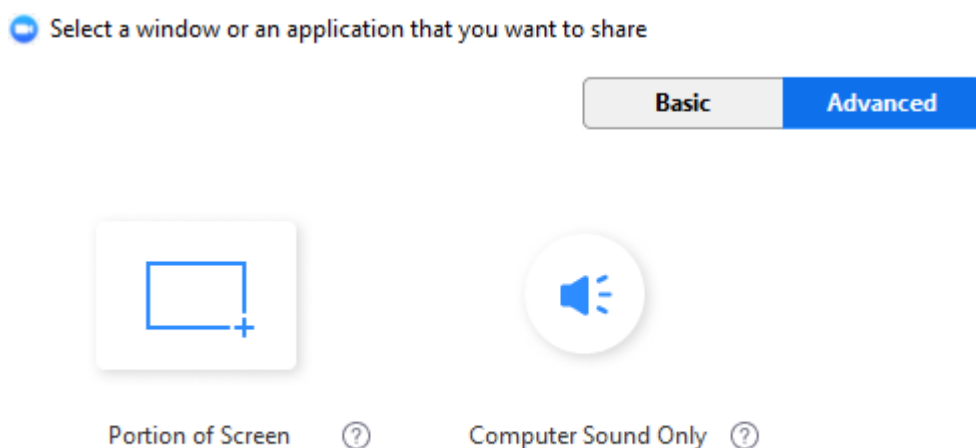 Select a window or an application that you want to share
Basic Advanced
Portion of Screen ? Computer Sound Only ?